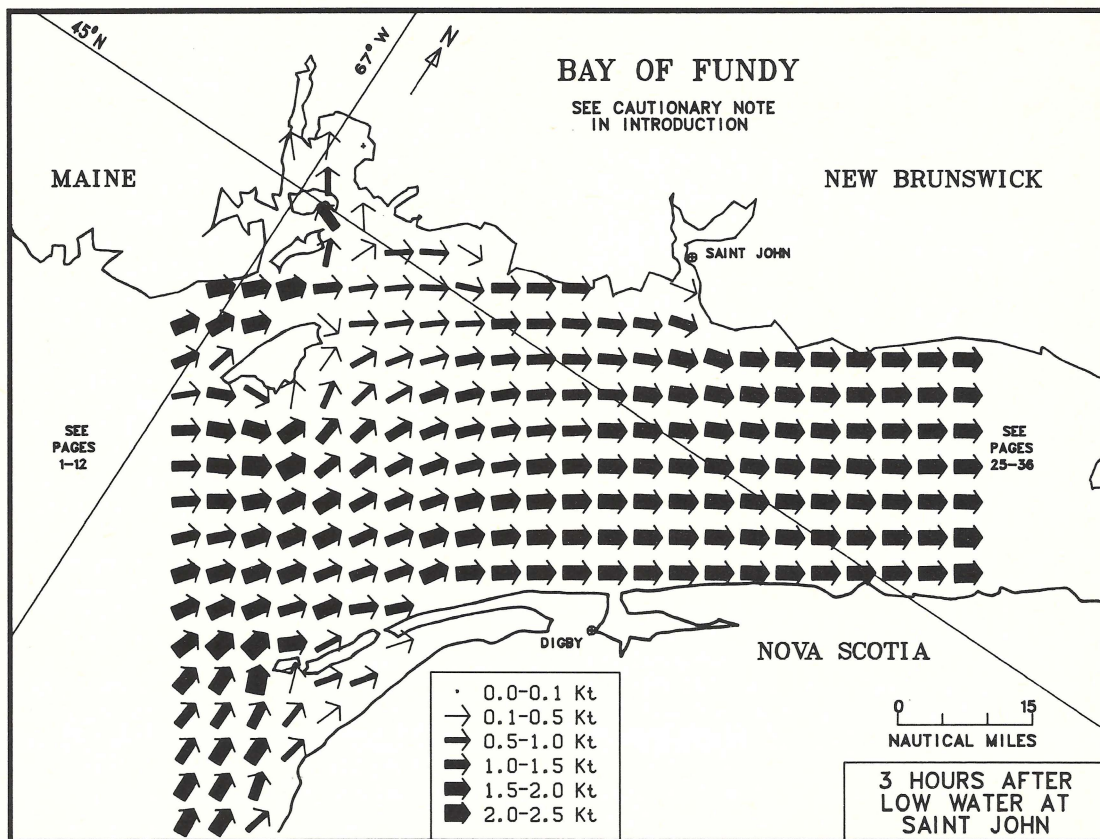 45°N
67° W
N
BAY OF FUNDY
SEE CAUTIONARY NOTE
IN INTRODUCTION
MAINE
NEW BRUNSWICK
SAINT JOHN
SEE
PAGES
1-12
SEE
PAGES
25-36
DIGBY
NOVA SCOTIA
0.0-0.1 Kt
0.1-0.5 Kt
0.5-1.0 Kt
1.0-1.5 Kt
1.5-2.0 Kt
2.0-2.5 Kt
0 15
NAUTICAL MILES
3 HOURS AFTER
LOW WATER AT
SAINT JOHN